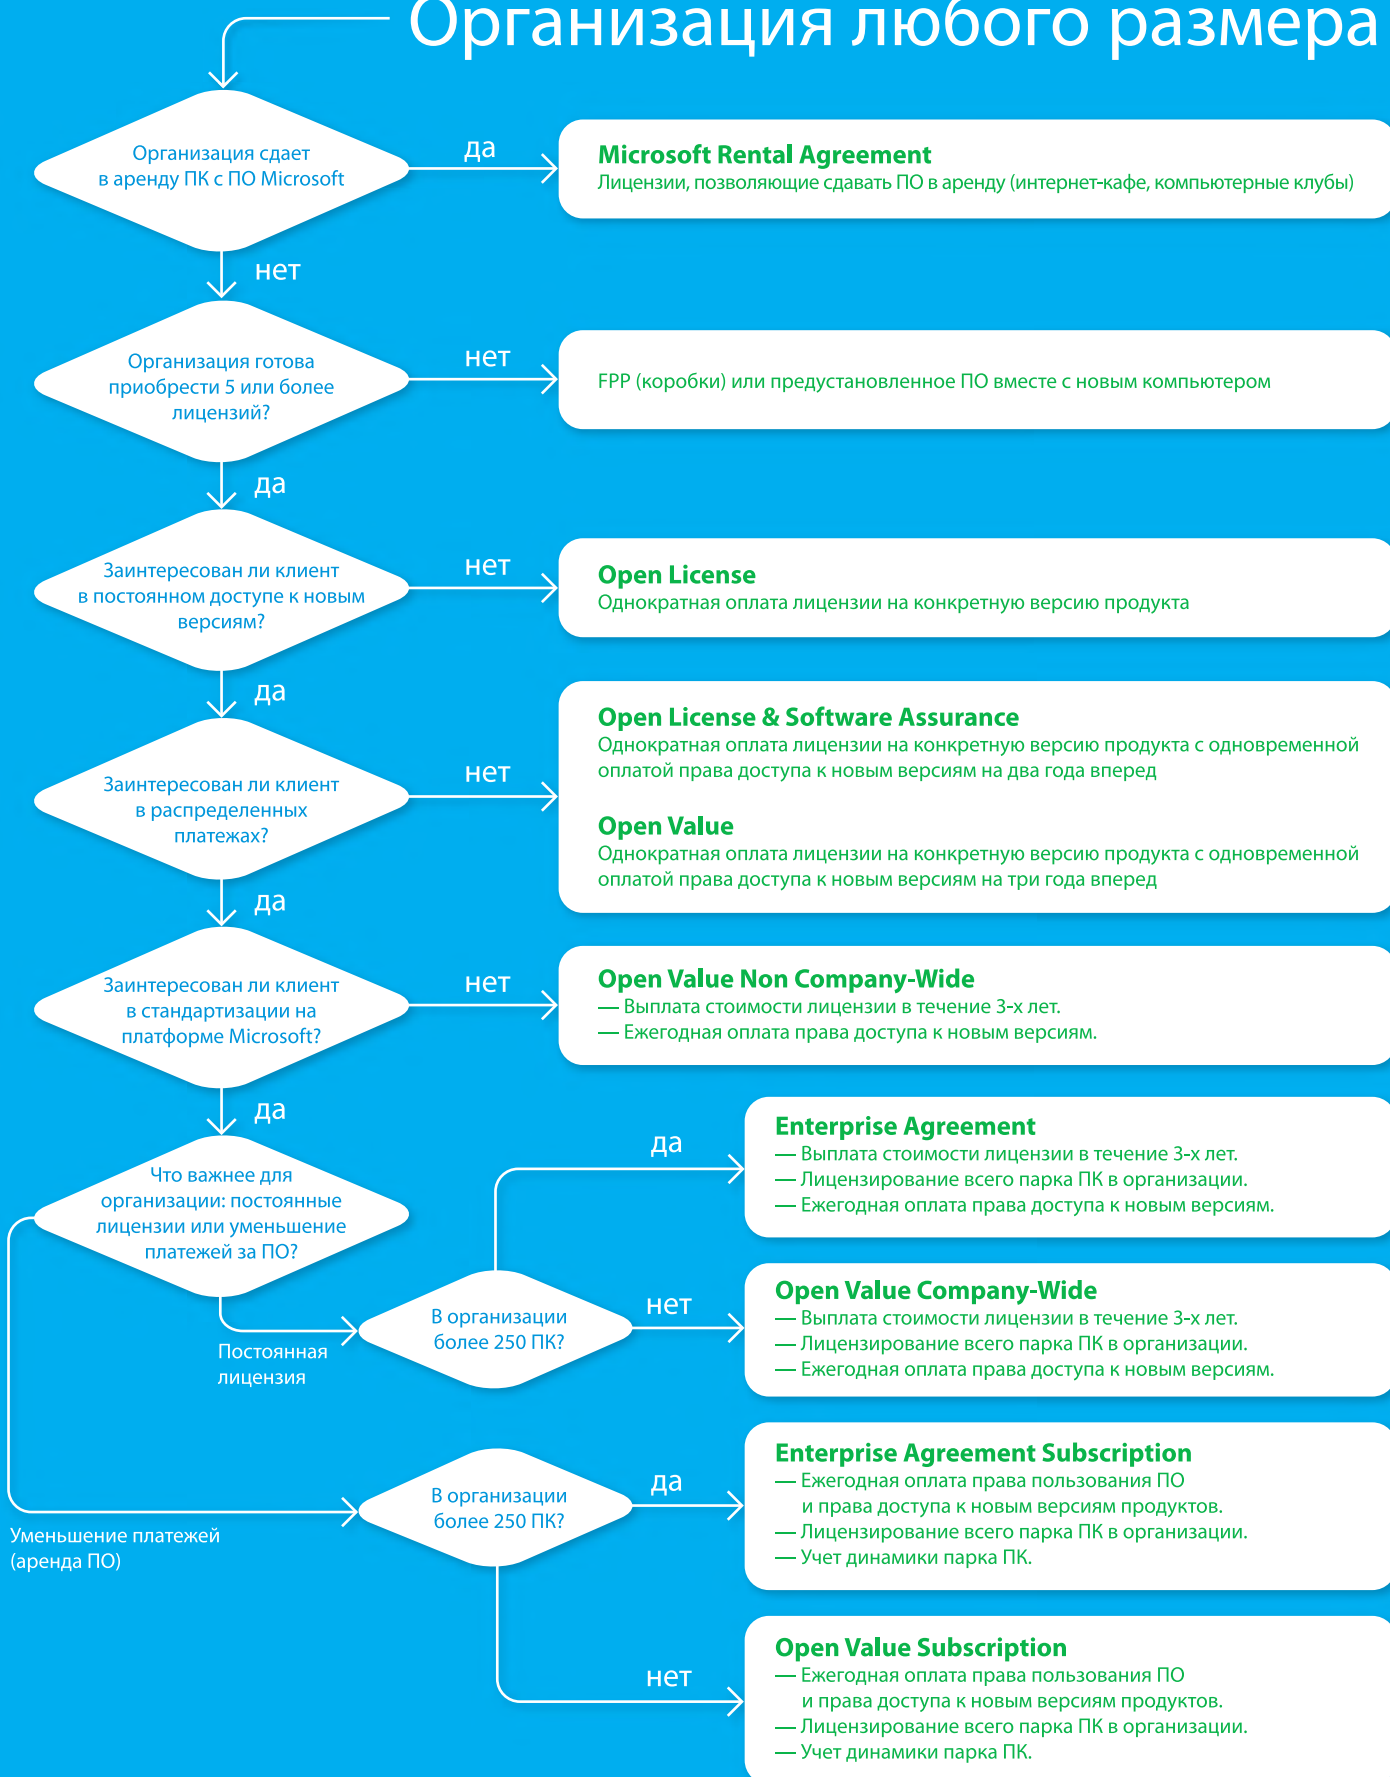 Организация любого размера
Организация сдает
в аренду ПК с ПО Microsoft
да
Microsoft Rental Agreement
Лицензии, позволяющие сдавать ПО в аренду (интернет-кафе, компьютерные клубы)
нет
Организация готова
приобрести 5 или более
лицензий?
нет
FPP (коробки) или предустановленное ПО вместе с новым компьютером
да
Заинтересован ли клиент
в постоянном доступе к новым
версиям?
нет
Open License
Однократная оплата лицензии на конкретную версию продукта
да
Заинтересован ли клиент
в распределенных
платежах?
нет
Open License & Software Assurance
Однократная оплата лицензии на конкретную версию продукта с одновременной
оплатой права доступа к новым версиям на два года вперед
Open Value
Однократная оплата лицензии на конкретную версию продукта с одновременной
оплатой права доступа к новым версиям на три года вперед
да
Заинтересован ли клиент
в стандартизации на
платформе Microsoft?
нет
Open Value Non Company-Wide
— Выплата стоимости лицензии в течение 3-х лет.
— Ежегодная оплата права доступа к новым версиям.
да
Что важнее для
организации: постоянные
лицензии или уменьшение
платежей за ПО?
Постоянная
лицензия
В организации
более 250 ПК?
да
Enterprise Agreement
— Выплата стоимости лицензии в течение 3-х лет.
— Лицензирование всего парка ПК в организации.
— Ежегодная оплата права доступа к новым версиям.
нет
Open Value Company-Wide
— Выплата стоимости лицензии в течение 3-х лет.
— Лицензирование всего парка ПК в организации.
— Ежегодная оплата права доступа к новым версиям.
Уменьшение платежей
(аренда ПО)
В организации
более 250 ПК?
да
Enterprise Agreement Subscription
— Ежегодная оплата права пользования ПО
и права доступа к новым версиям продуктов.
— Лицензирование всего парка ПК в организации.
— Учет динамики парка ПК.
нет
Open Value Subscription
— Ежегодная оплата права пользования ПО
и права доступа к новым версиям продуктов.
— Лицензирование всего парка ПК в организации.
— Учет динамики парка ПК.